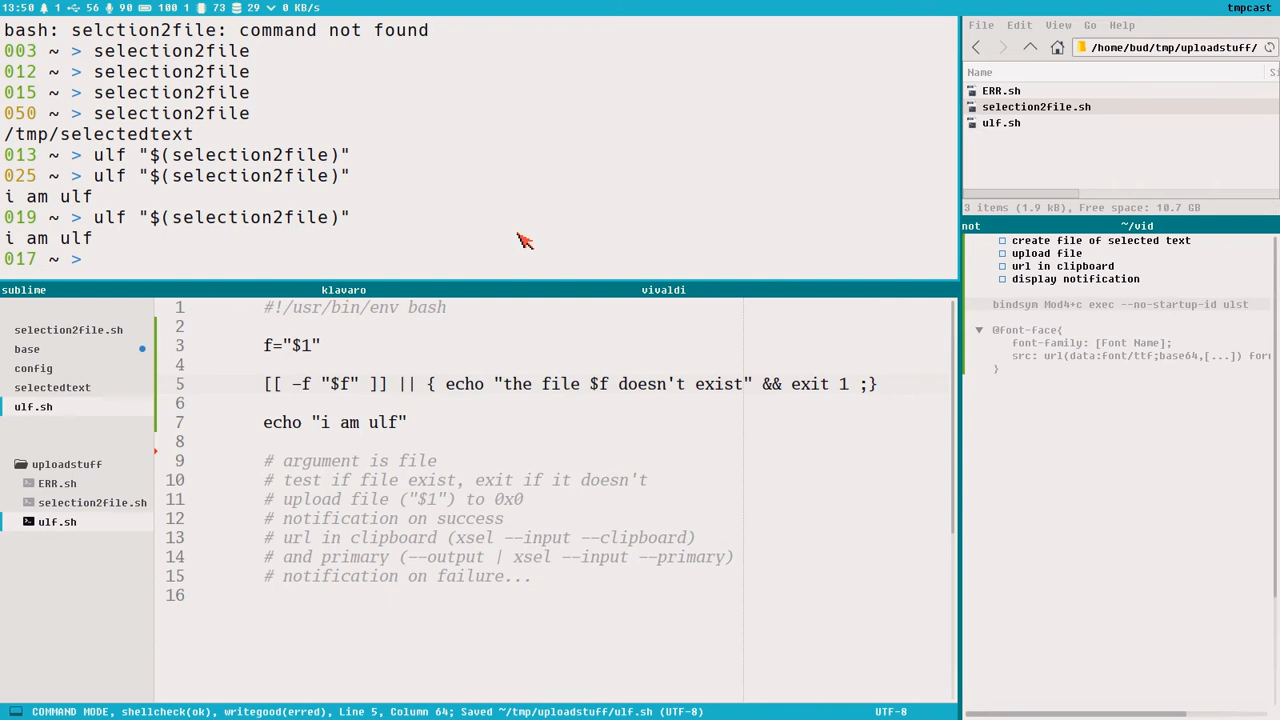 13:50 1 56 90 100 1 73 29 0 KB/s
tmpcast
bash: selction2file: command not found
003 ~ > selection2file
012 ~ > selection2file
015 ~ > selection2file
050 ~ > selection2file
/tmp/selectedtext
013 ~ > ulf "$(selection2file)"
025 ~ > ulf "$(selection2file)"
i am ulf
019 ~ > ulf "$(selection2file)"
i am ulf
017 ~ >
File Edit View Go Help
/home/bud/tmp/uploadstuff/
Name Si
ERR.sh
selection2file.sh
ulf.sh
3 items (1.9 kB), Free space: 10.7 GB
not ~/vid
create file of selected text
upload file
url in clipboard
display notification
bindsym Mod4+c exec --no-startup-id ulst
@font-face{
font-family: [Font Name];
src: url(data:font/ttf;base64,[...]) for
}
sublime klavaro vivaldi
selection2file.sh
base
config
selectedtext
ulf.sh
uploadstuff
ERR.sh
selection2file.sh
ulf.sh
1 #!/usr/bin/env bash
2
3 f="$1"
4
5 [[ -f "$f" ]] || { echo "the file $f doesn't exist" && exit 1 ;}
6
7 echo "i am ulf"
8
9 # argument is file
10 # test if file exist, exit if it doesn't
11 # upload file ("$1") to 0x0
12 # notification on success
13 # url in clipboard (xsel --input --clipboard)
14 # and primary (--output | xsel --input --primary)
15 # notification on failure...
16
COMMAND MODE, shellcheck(ok), writegood(erred), Line 5, Column 64; Saved ~/tmp/uploadstuff/ulf.sh (UTF-8)
UTF-8